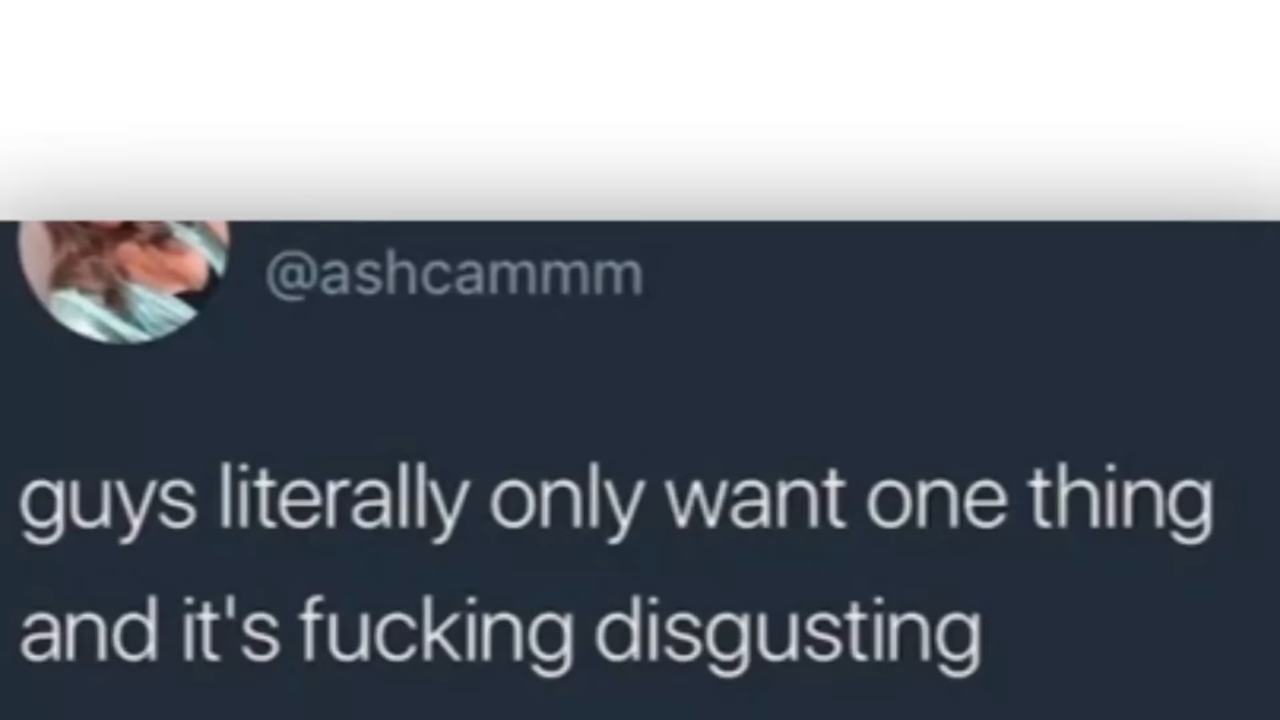 @ashcammm
guys literally only want one thing
and it's fucking disgusting